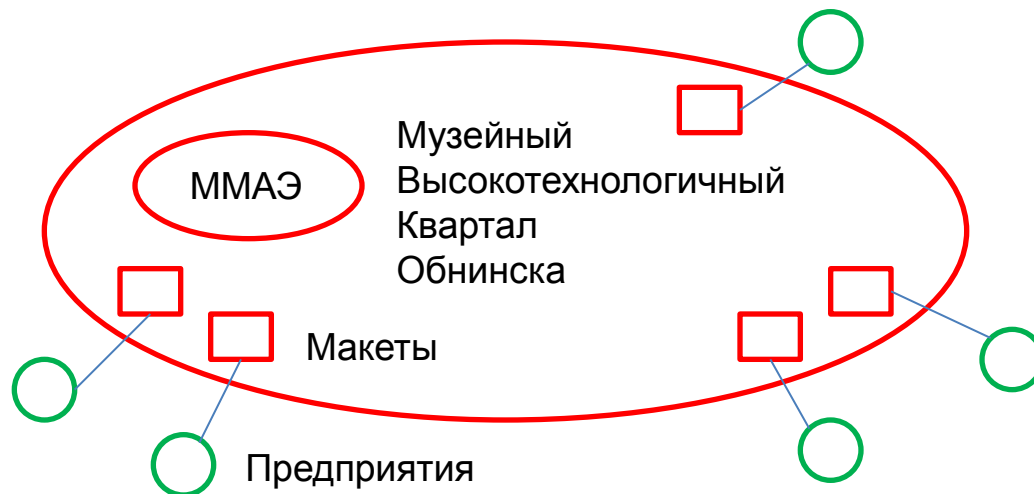 ММАЭ
Музейный
Высокотехнологичный
Квартал
Обнинска
Макеты
Предприятия